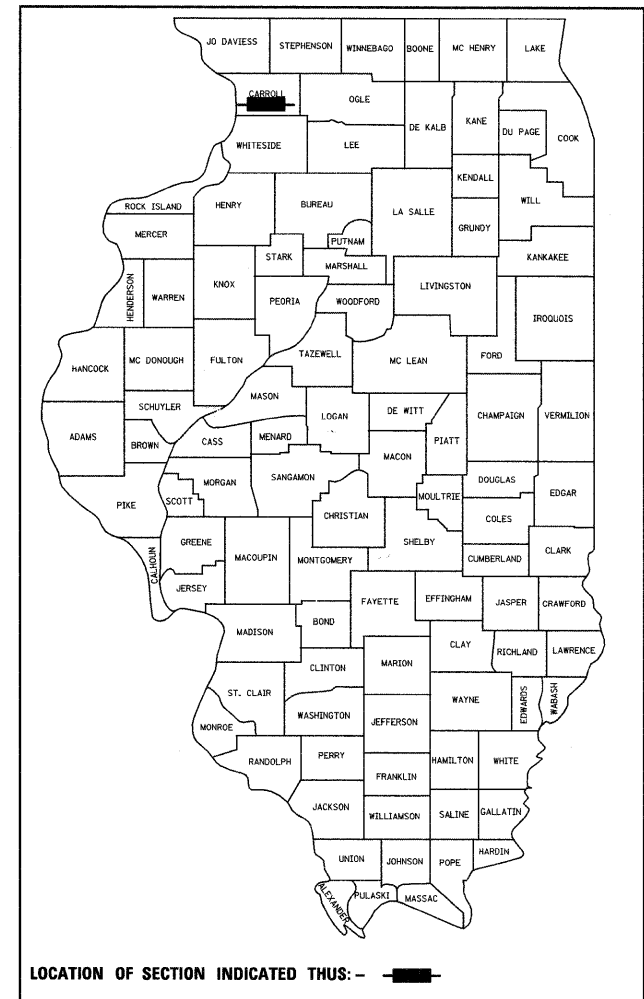 JO DAVIESS
STEPHENSON
WINNEBAGO
BOONE
MC HENRY
LAKE
CARROLL
OGLE
DE KALB
KANE
DU PAGE
COOK
WHITESIDE
LEE
KENDALL
WILL
ROCK ISLAND
HENRY
BUREAU
LA SALLE
GRUNDY
MERCER
PUTNAM
STARK
MARSHALL
KANKAKEE
HENDERSON
WARREN
KNOX
PEORIA
WOODFORD
LIVINGSTON
IROQUOIS
HANCOCK
MC DONOUGH
FULTON
TAZEWELL
MC LEAN
FORD
SCHUYLER
MASON
LOGAN
DE WITT
CHAMPAIGN
VERMILION
ADAMS
BROWN
CASS
MENARD
MACON
PIATT
SANGAMON
MORGAN
SCOTT
PIKE
DOUGLAS
EDGAR
MOULTRIE
CHRISTIAN
COLES
GREENE
CALHOUN
MACOUPIN
MONTGOMERY
SHELBY
CUMBERLAND
CLARK
JERSEY
FAYETTE
EFFINGHAM
JASPER
CRAWFORD
MADISON
BOND
CLAY
RICHLAND
LAWRENCE
CLINTON
MARION
ST. CLAIR
WAYNE
EDWARDS
WABASH
WASHINGTON
JEFFERSON
MONROE
RANDOLPH
PERRY
FRANKLIN
HAMILTON
WHITE
JACKSON
WILLIAMSON
SALINE
GALLATIN
UNION
JOHNSON
POPE
HARDIN
ALEXANDER
PULASKI
MASSAC
LOCATION OF SECTION INDICATED THUS: -